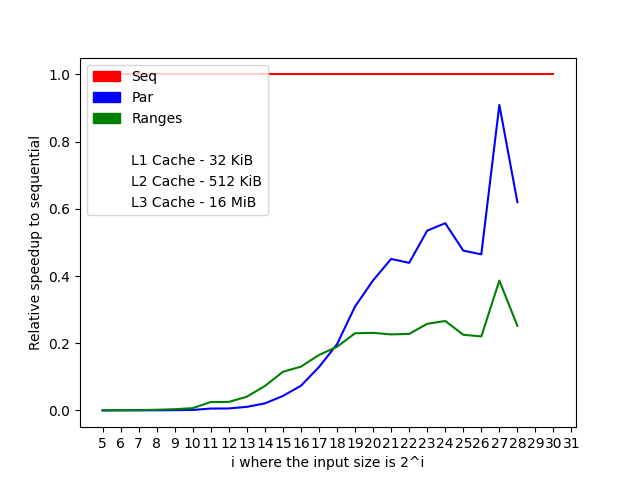 Relative speedup to sequential
1.0
0.8
0.6
0.4
0.2
0.0
Seq
Par
Ranges
L1 Cache - 32 KiB
L2 Cache - 512 KiB
L3 Cache - 16 MiB
5 6 7 8 9 10 11 12 13 14 15 16 17 18 19 20 21 22 23 24 25 26 27 28 29 30 31
i where the input size is 2^i